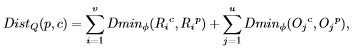 $Dist_Q(p, c) = \sum_{i=1}^{v} Dmin_\phi(R_i{}^c, R_i{}^p) + \sum_{j=1}^{u} Dmin_\phi(O_j{}^c, O_j{}^p),$